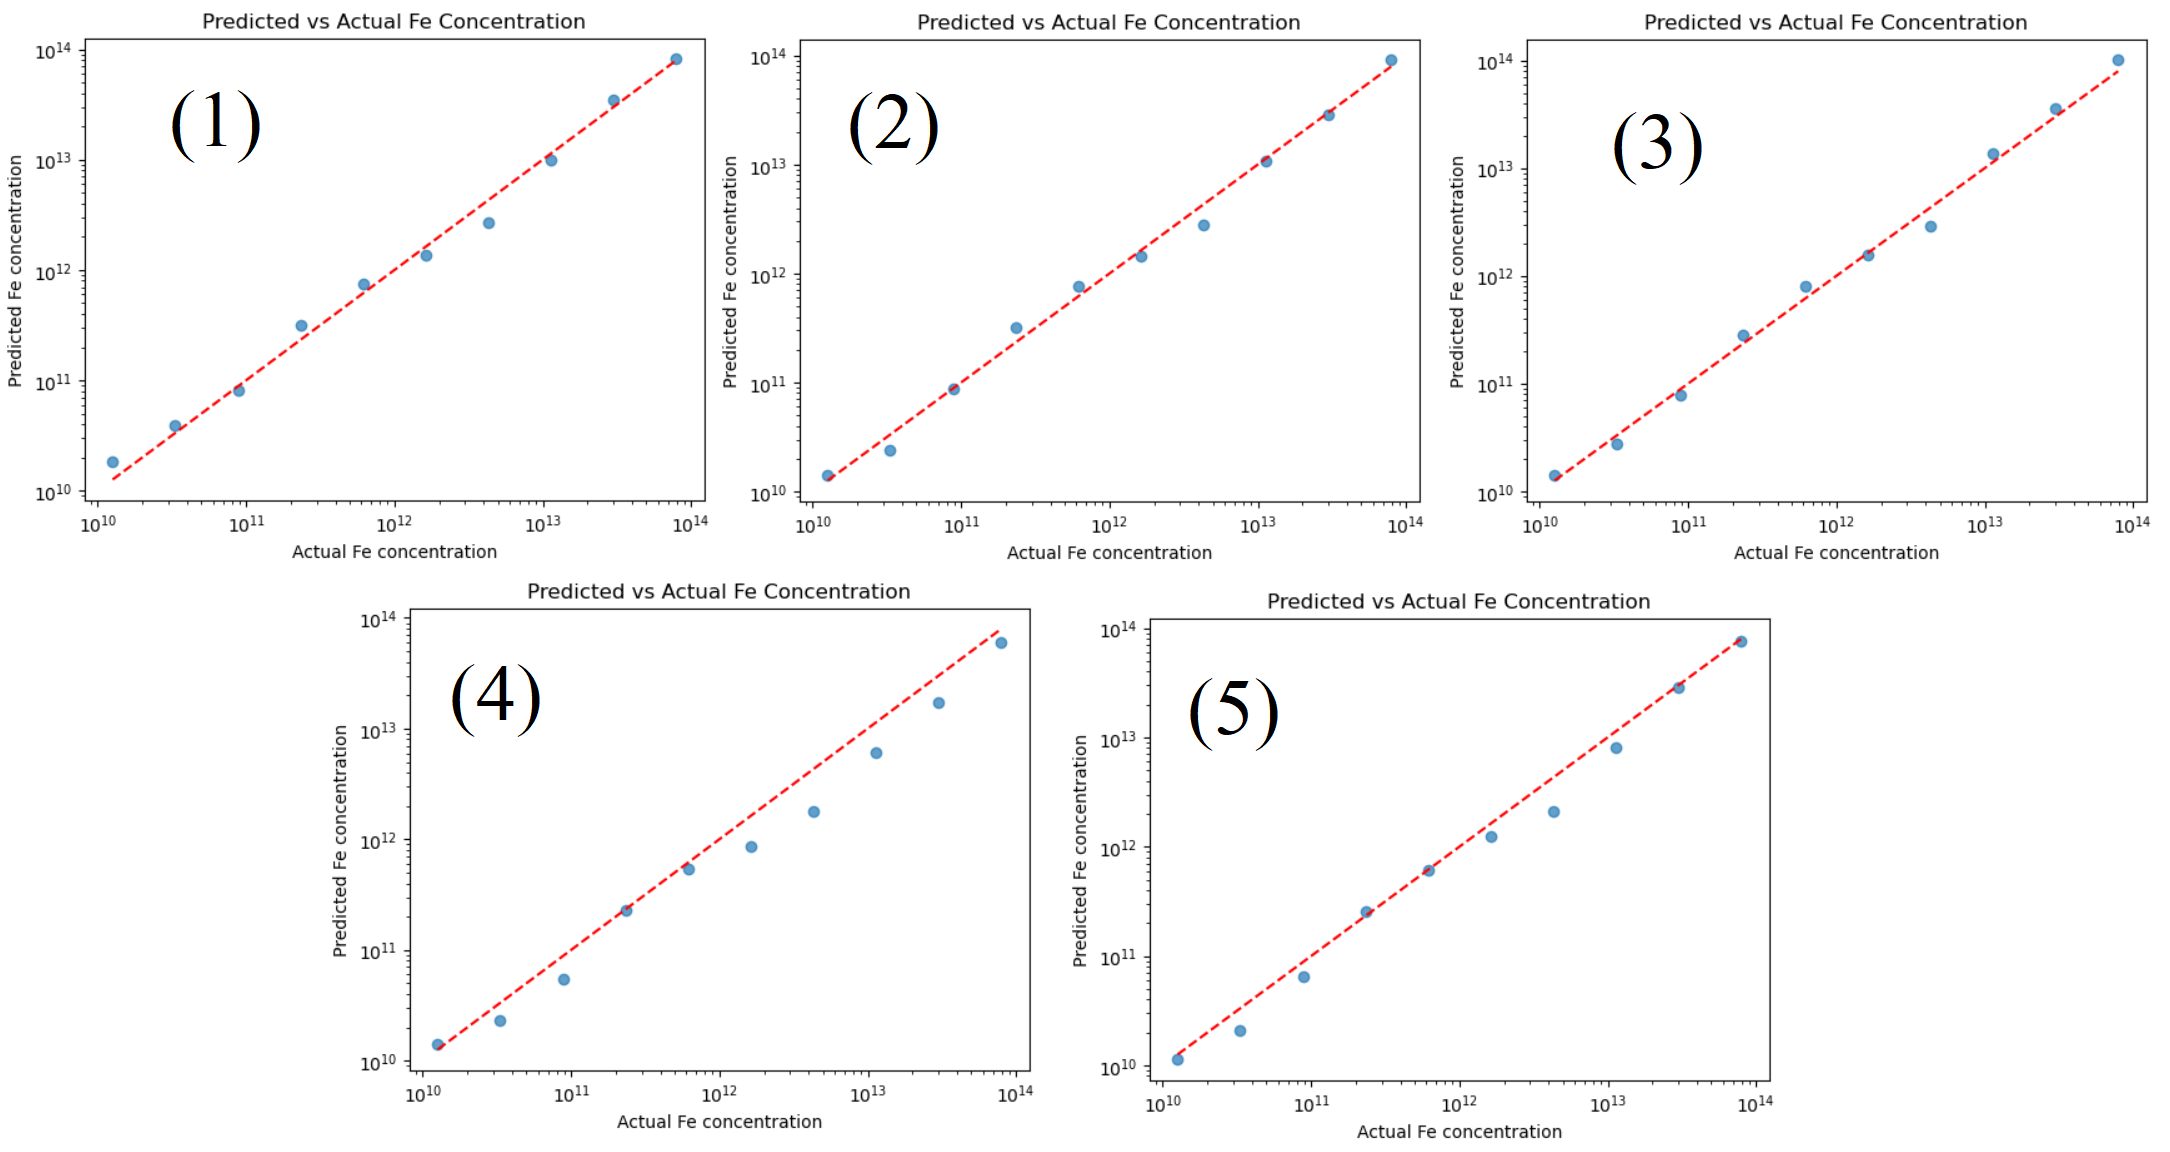 Predicted vs Actual Fe Concentration
(1)
Predicted Fe concentration
10¹⁴
10¹³
10¹²
10¹¹
10¹⁰
10¹⁰ 10¹¹ 10¹² 10¹³ 10¹⁴
Actual Fe concentration
Predicted vs Actual Fe Concentration
(2)
Predicted Fe concentration
10¹⁴
10¹³
10¹²
10¹¹
10¹⁰
10¹⁰ 10¹¹ 10¹² 10¹³ 10¹⁴
Actual Fe concentration
Predicted vs Actual Fe Concentration
(3)
Predicted Fe concentration
10¹⁴
10¹³
10¹²
10¹¹
10¹⁰
10¹⁰ 10¹¹ 10¹² 10¹³ 10¹⁴
Actual Fe concentration
Predicted vs Actual Fe Concentration
(4)
Predicted Fe concentration
10¹⁴
10¹³
10¹²
10¹¹
10¹⁰
10¹⁰ 10¹¹ 10¹² 10¹³ 10¹⁴
Actual Fe concentration
Predicted vs Actual Fe Concentration
(5)
Predicted Fe concentration
10¹⁴
10¹³
10¹²
10¹¹
10¹⁰
10¹⁰ 10¹¹ 10¹² 10¹³ 10¹⁴
Actual Fe concentration